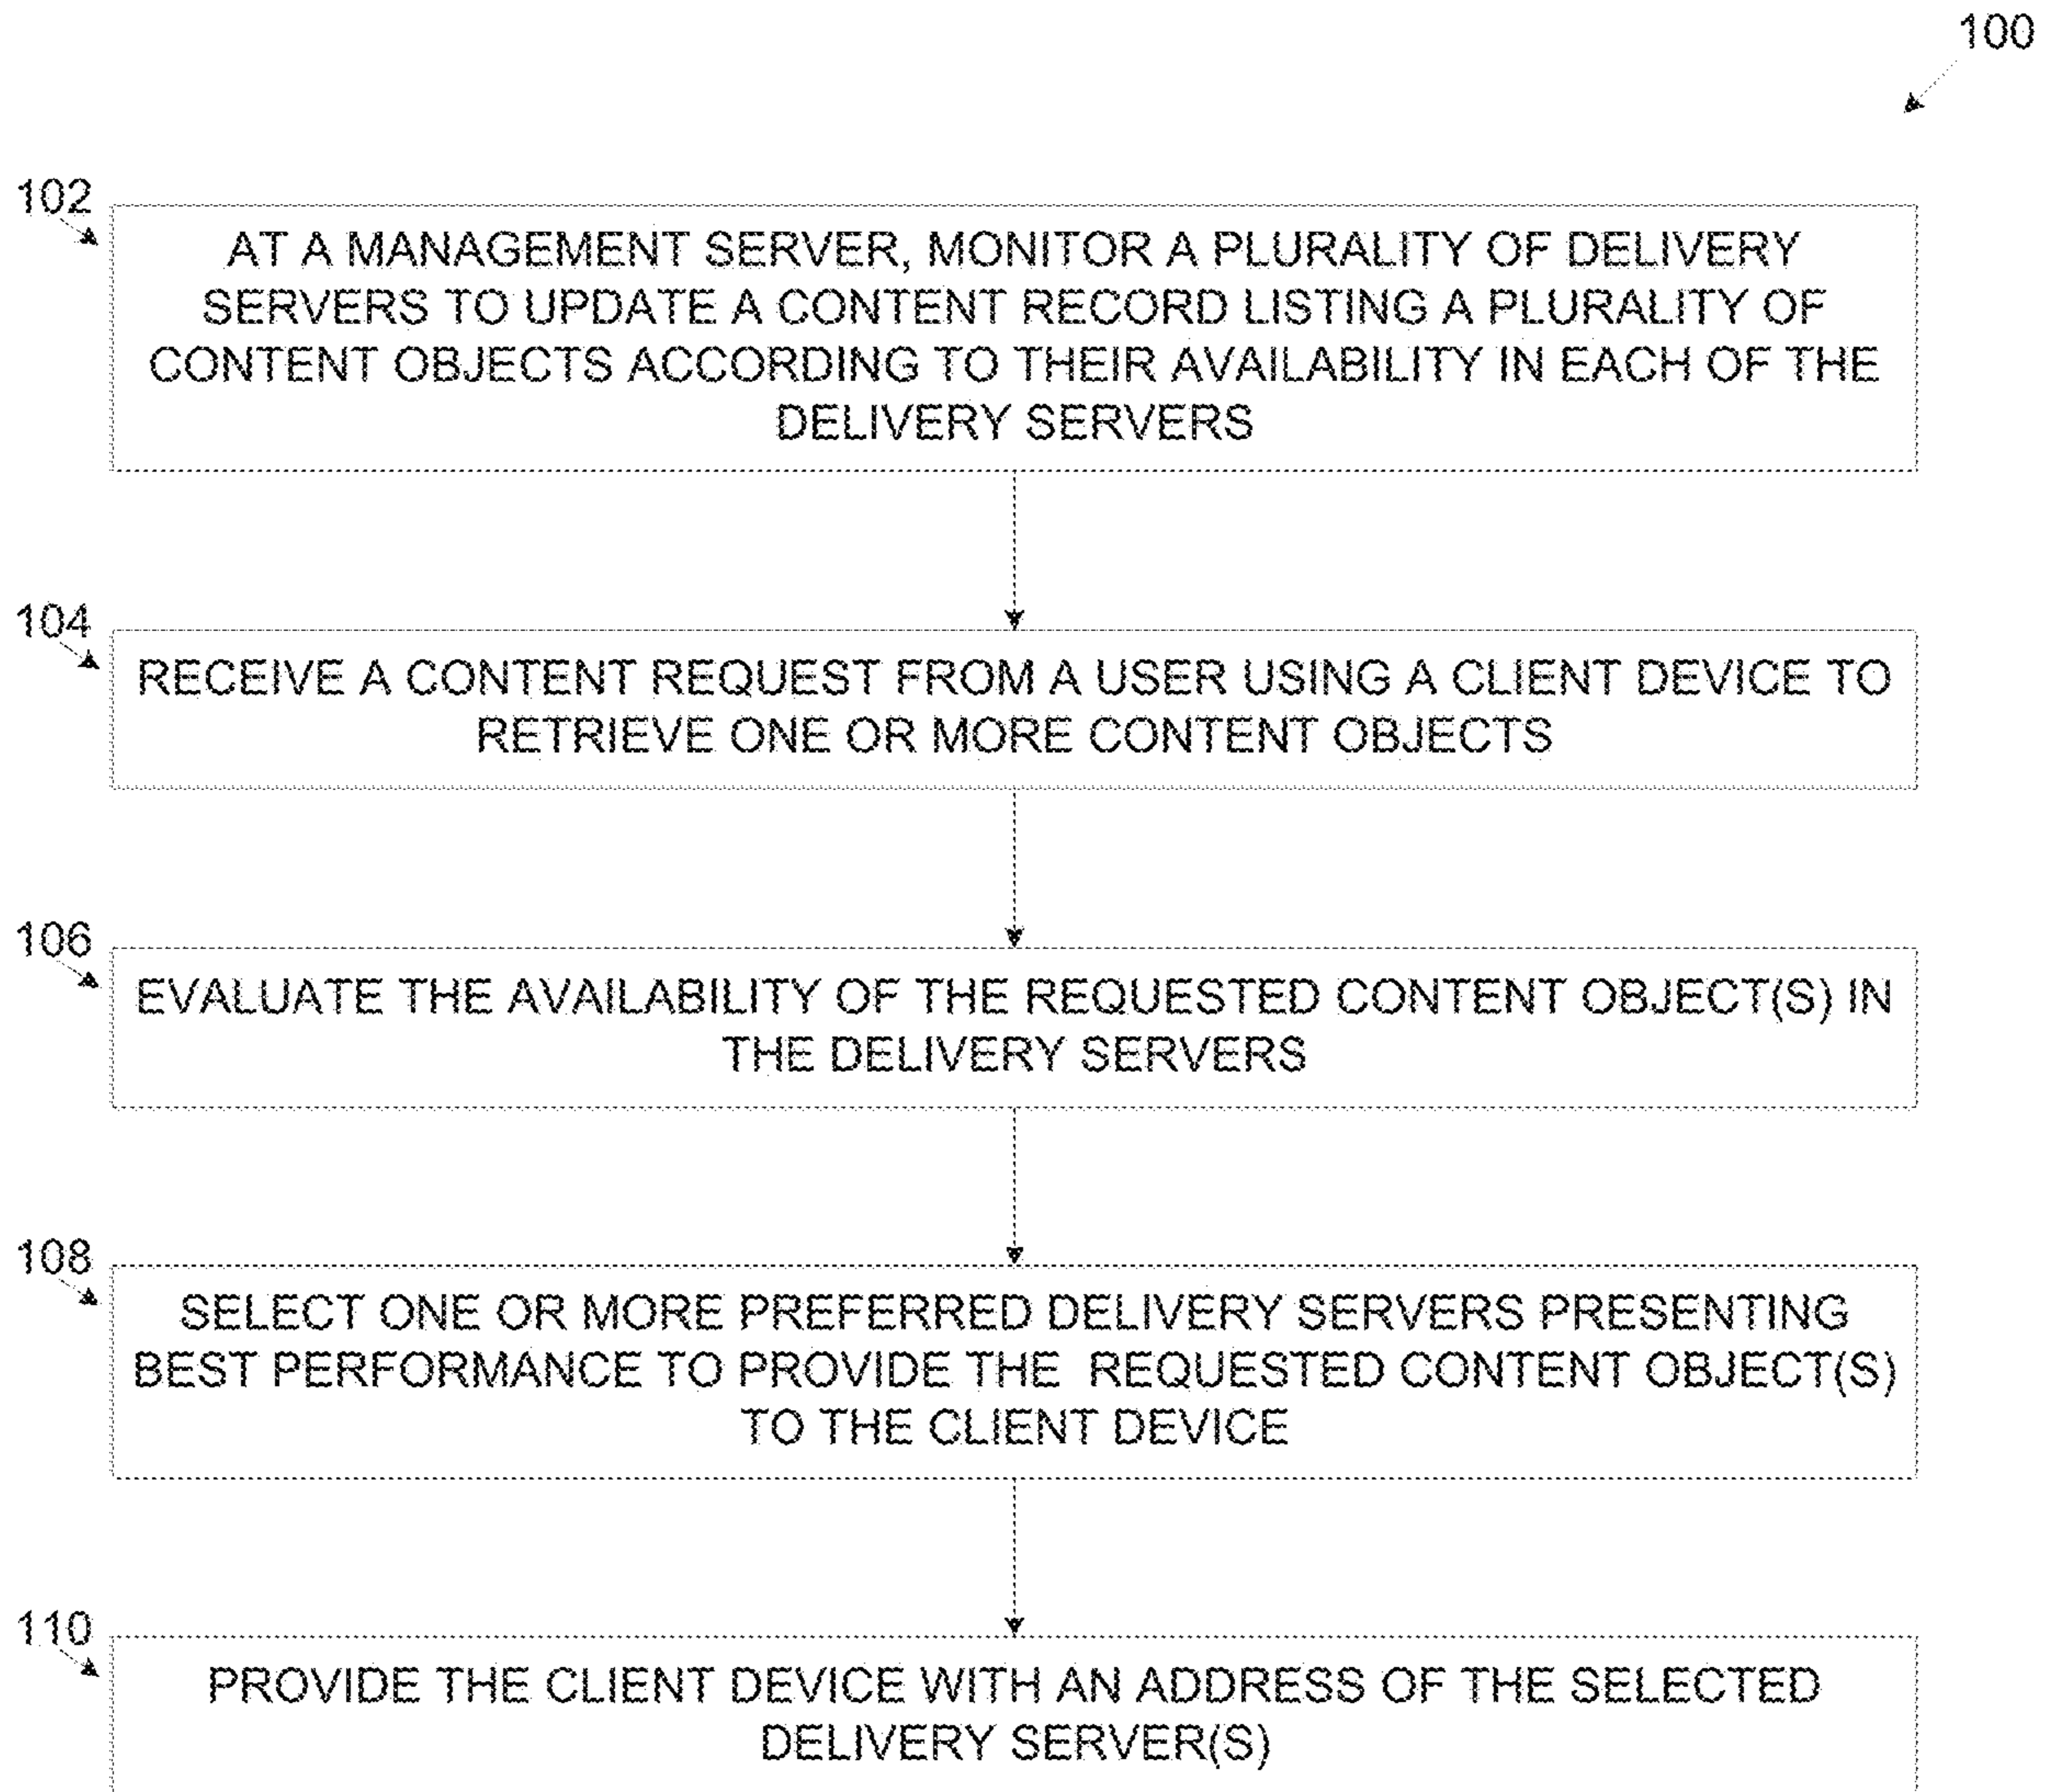 100
102
AT A MANAGEMENT SERVER, MONITOR A PLURALITY OF DELIVERY
SERVERS TO UPDATE A CONTENT RECORD LISTING A PLURALITY OF
CONTENT OBJECTS ACCORDING TO THEIR AVAILABILITY IN EACH OF THE
DELIVERY SERVERS
104
RECEIVE A CONTENT REQUEST FROM A USER USING A CLIENT DEVICE TO
RETRIEVE ONE OR MORE CONTENT OBJECTS
106
EVALUATE THE AVAILABILITY OF THE REQUESTED CONTENT OBJECT(S) IN
THE DELIVERY SERVERS
108
SELECT ONE OR MORE PREFERRED DELIVERY SERVERS PRESENTING
BEST PERFORMANCE TO PROVIDE THE REQUESTED CONTENT OBJECT(S)
TO THE CLIENT DEVICE
110
PROVIDE THE CLIENT DEVICE WITH AN ADDRESS OF THE SELECTED
DELIVERY SERVER(S)